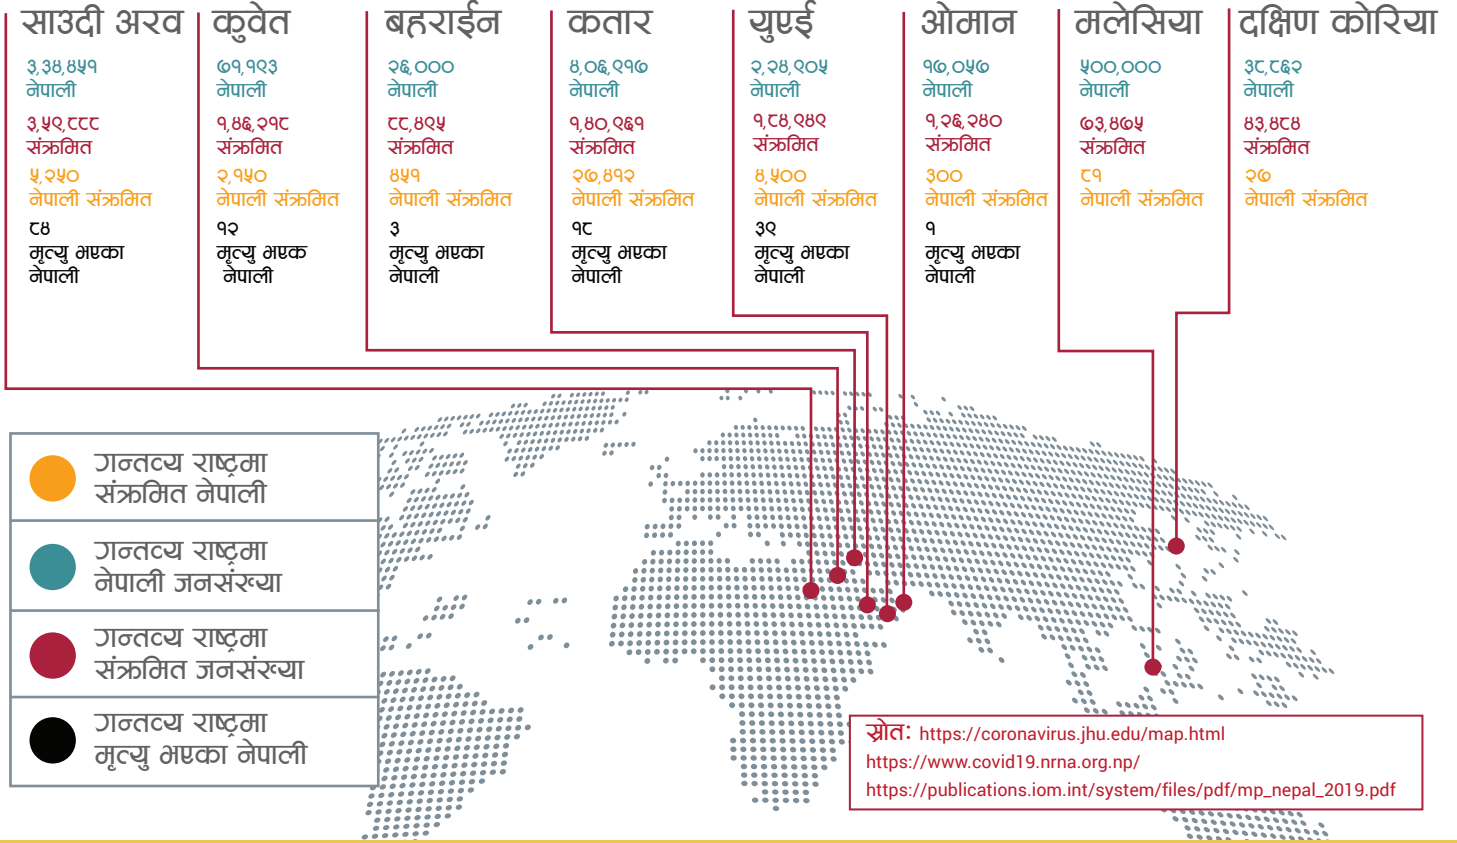 साउदी अरव
३,३४,४५१
नेपाली
३,५९,८८८
संक्रमित
५,२५०
नेपाली संक्रमित
८४
मृत्यु भएका
नेपाली
कुवेत
७१,१९३
नेपाली
१,४६,२१८
संक्रमित
२,१५०
नेपाली संक्रमित
१२
मृत्यु भएक
नेपाली
बहराईन
२६,०००
नेपाली
८८,४९५
संक्रमित
४५१
नेपाली संक्रमित
३
मृत्यु भएका
नेपाली
कतार
४,०६,९१७
नेपाली
१,४०,९६१
संक्रमित
२७,४१२
नेपाली संक्रमित
१८
मृत्यु भएका
नेपाली
युएई
२,२४,९०५
नेपाली
१,८४,९४९
संक्रमित
४,५००
नेपाली संक्रमित
३९
मृत्यु भएका
नेपाली
ओमान
१७,०५७
नेपाली
१,२६,२४०
संक्रमित
३००
नेपाली संक्रमित
१
मृत्यु भएका
नेपाली
मलेसिया
५००,०००
नेपाली
७३,४७५
संक्रमित
८१
नेपाली संक्रमित
दक्षिण कोरिया
३८,८६२
नेपाली
४३,४८४
संक्रमित
२७
नेपाली संक्रमित
गन्तव्य राष्ट्रमा
संक्रमित नेपाली
गन्तव्य राष्ट्रमा
नेपाली जनसंख्या
गन्तव्य राष्ट्रमा
संक्रमित जनसंख्या
गन्तव्य राष्ट्रमा
मृत्यु भएका नेपाली
स्रोत: https://coronavirus.jhu.edu/map.html
https://www.covid19.nrna.org.np/
https://publications.iom.int/system/files/pdf/mp_nepal_2019.pdf